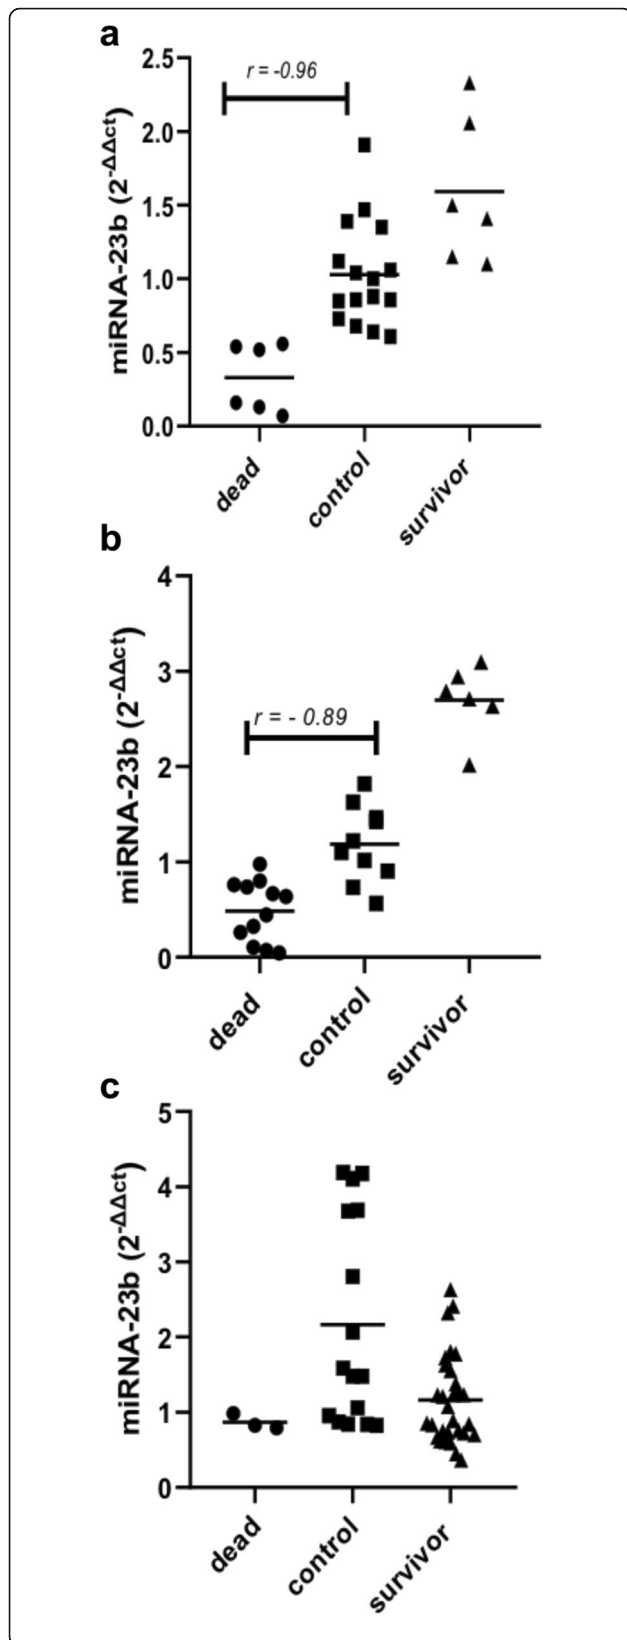 a
miRNA-23b (2-ΔΔct)
2.5
2.0
1.5
1.0
0.5
0.0
r = -0.96
dead
control
survivor
b
miRNA-23b (2-ΔΔct)
4
3
2
1
0
r = - 0.89
dead
control
survivor
c
miRNA-23b (2-ΔΔct)
5
4
3
2
1
0
dead
control
survivor